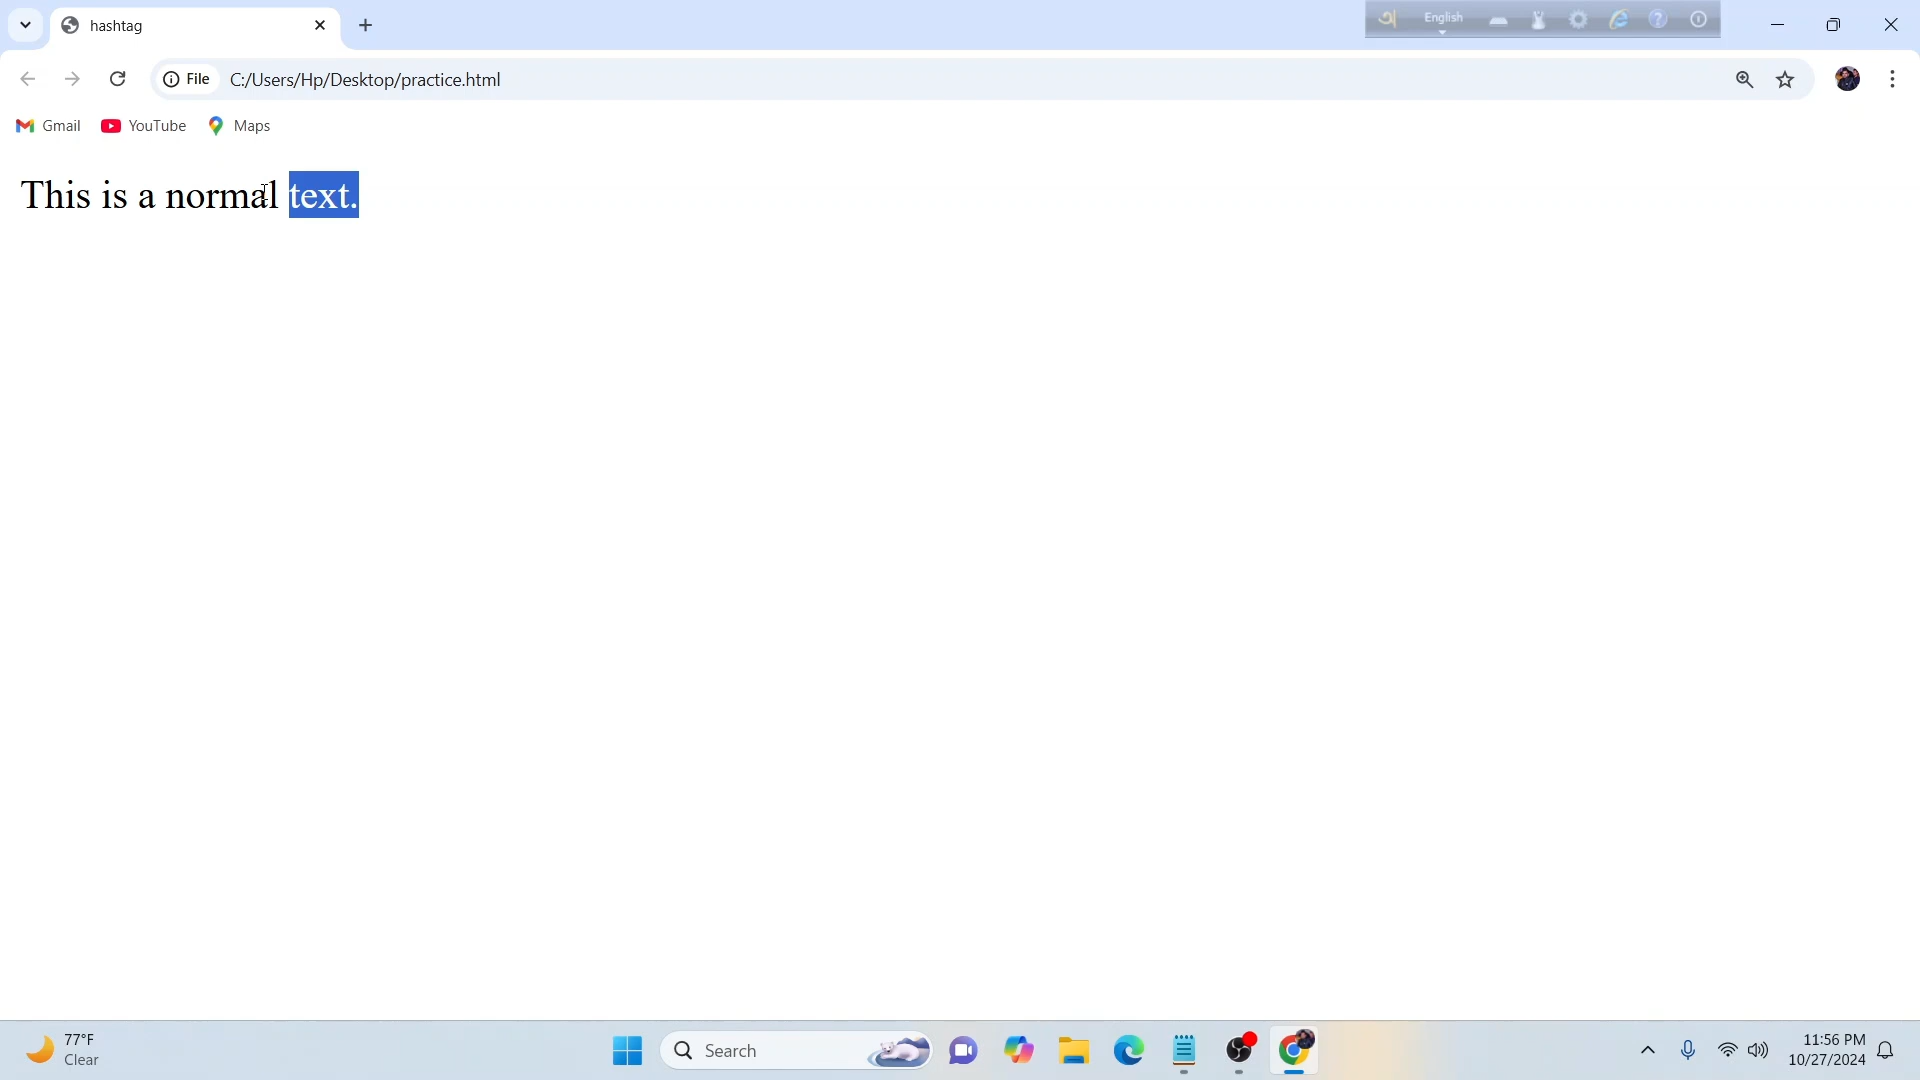 hashtag
অ English
File C:/Users/Hp/Desktop/practice.html
Gmail YouTube Maps
This is a normal text.
77°F
Clear
Search
11:56 PM
10/27/2024